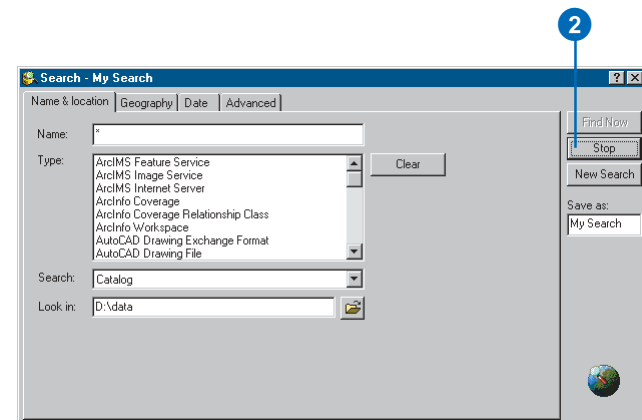 2
Search - My Search
Name & location Geography Date Advanced
Find Now
Name: *
Stop
Type: ArcIMS Feature Service
Clear
ArcIMS Image Service
ArcIMS Internet Server
New Search
ArcInfo Coverage
ArcInfo Coverage Relationship Class
Save as:
ArcInfo Workspace
My Search
AutoCAD Drawing Exchange Format
AutoCAD Drawing File
Search: Catalog
Look in: D:\data